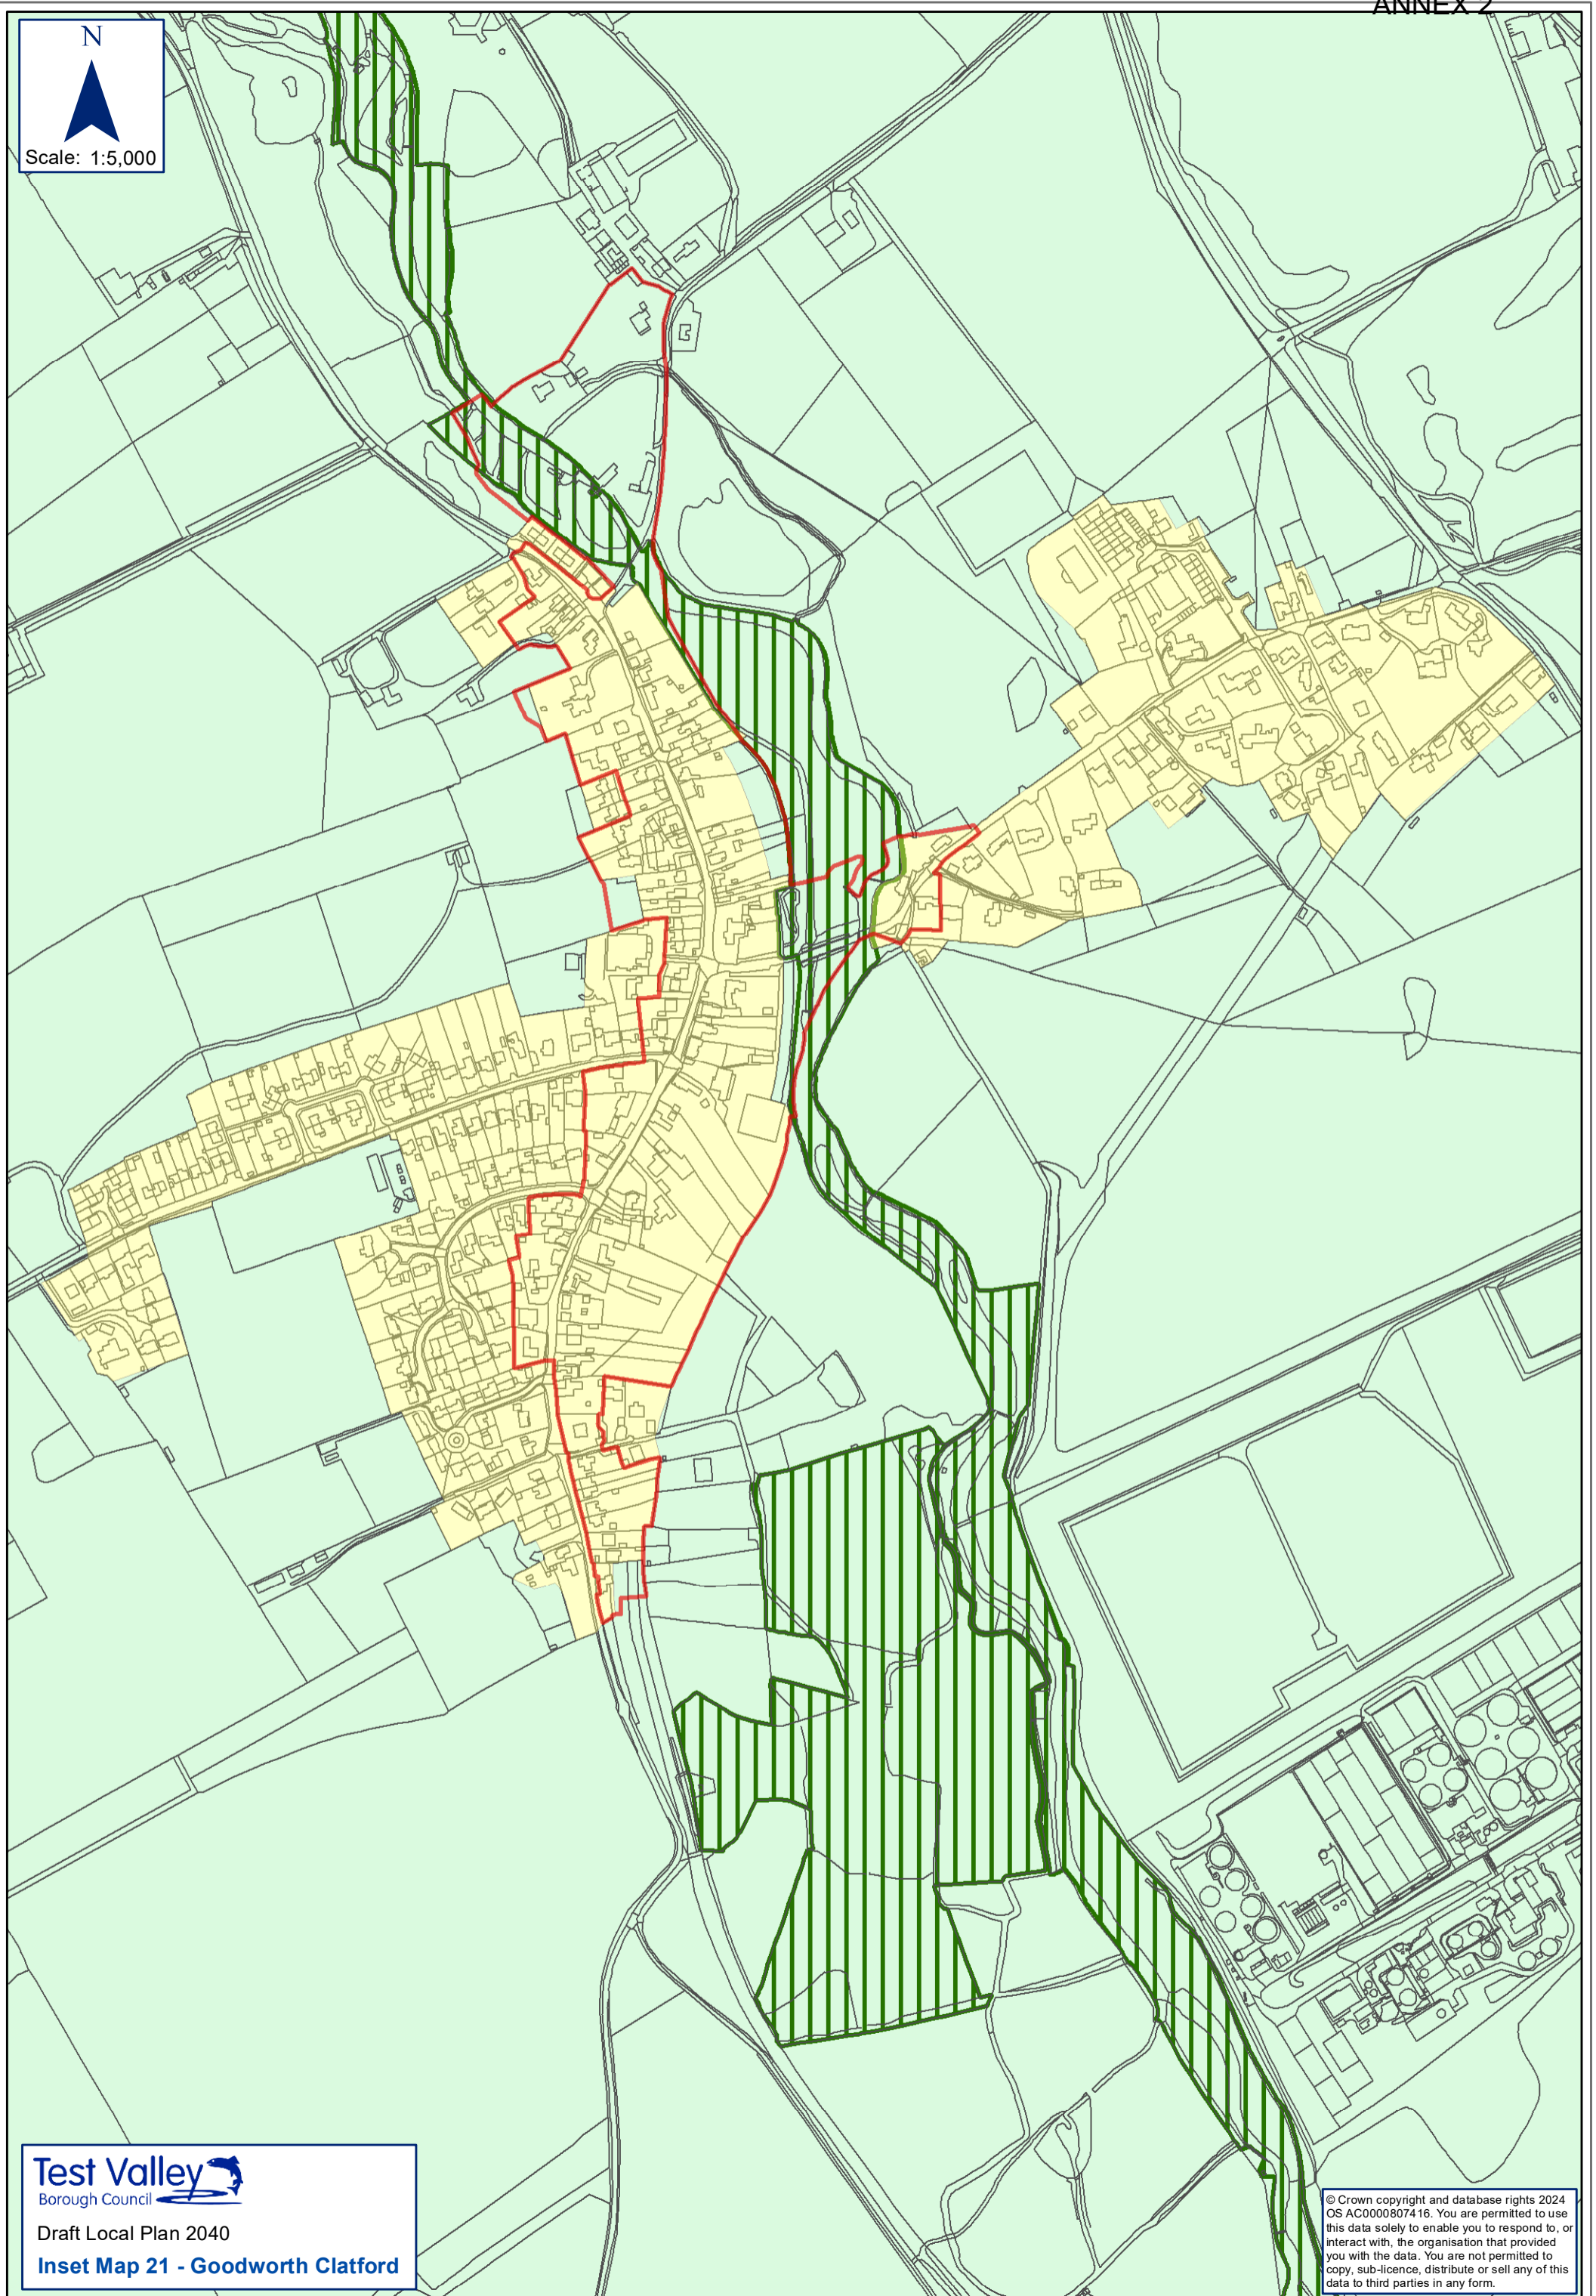 ANNEX 2
N
Scale: 1:5,000
Test Valley
Borough Council
Draft Local Plan 2040
Inset Map 21 - Goodworth Clatford
© Crown copyright and database rights 2024
OS AC0000807416. You are permitted to use
this data solely to enable you to respond to, or
interact with, the organisation that provided
you with the data. You are not permitted to
copy, sub-licence, distribute or sell any of this
data to third parties in any form.